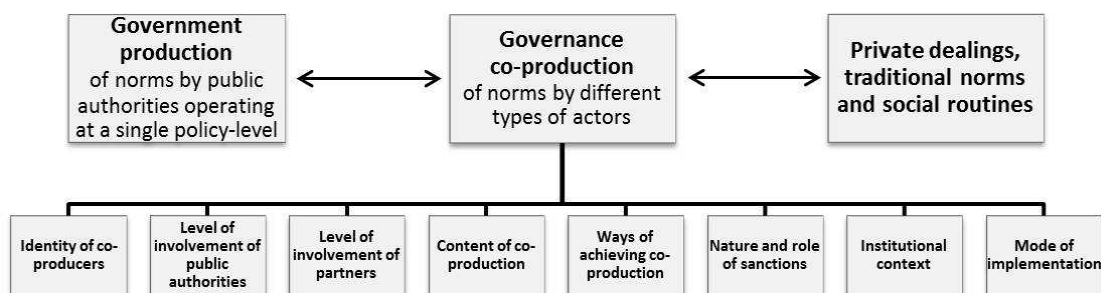 Government
production
of norms by public
authorities operating
at a single policy-level
Governance
co-production
of norms by different
types of actors
Private dealings,
traditional norms
and social routines
Identity of co-
producers
Level of
involvement of
public
authorities
Level of
involvement of
partners
Content of co-
production
Ways of
achieving co-
production
Nature and role
of sanctions
Institutional
context
Mode of
implementation